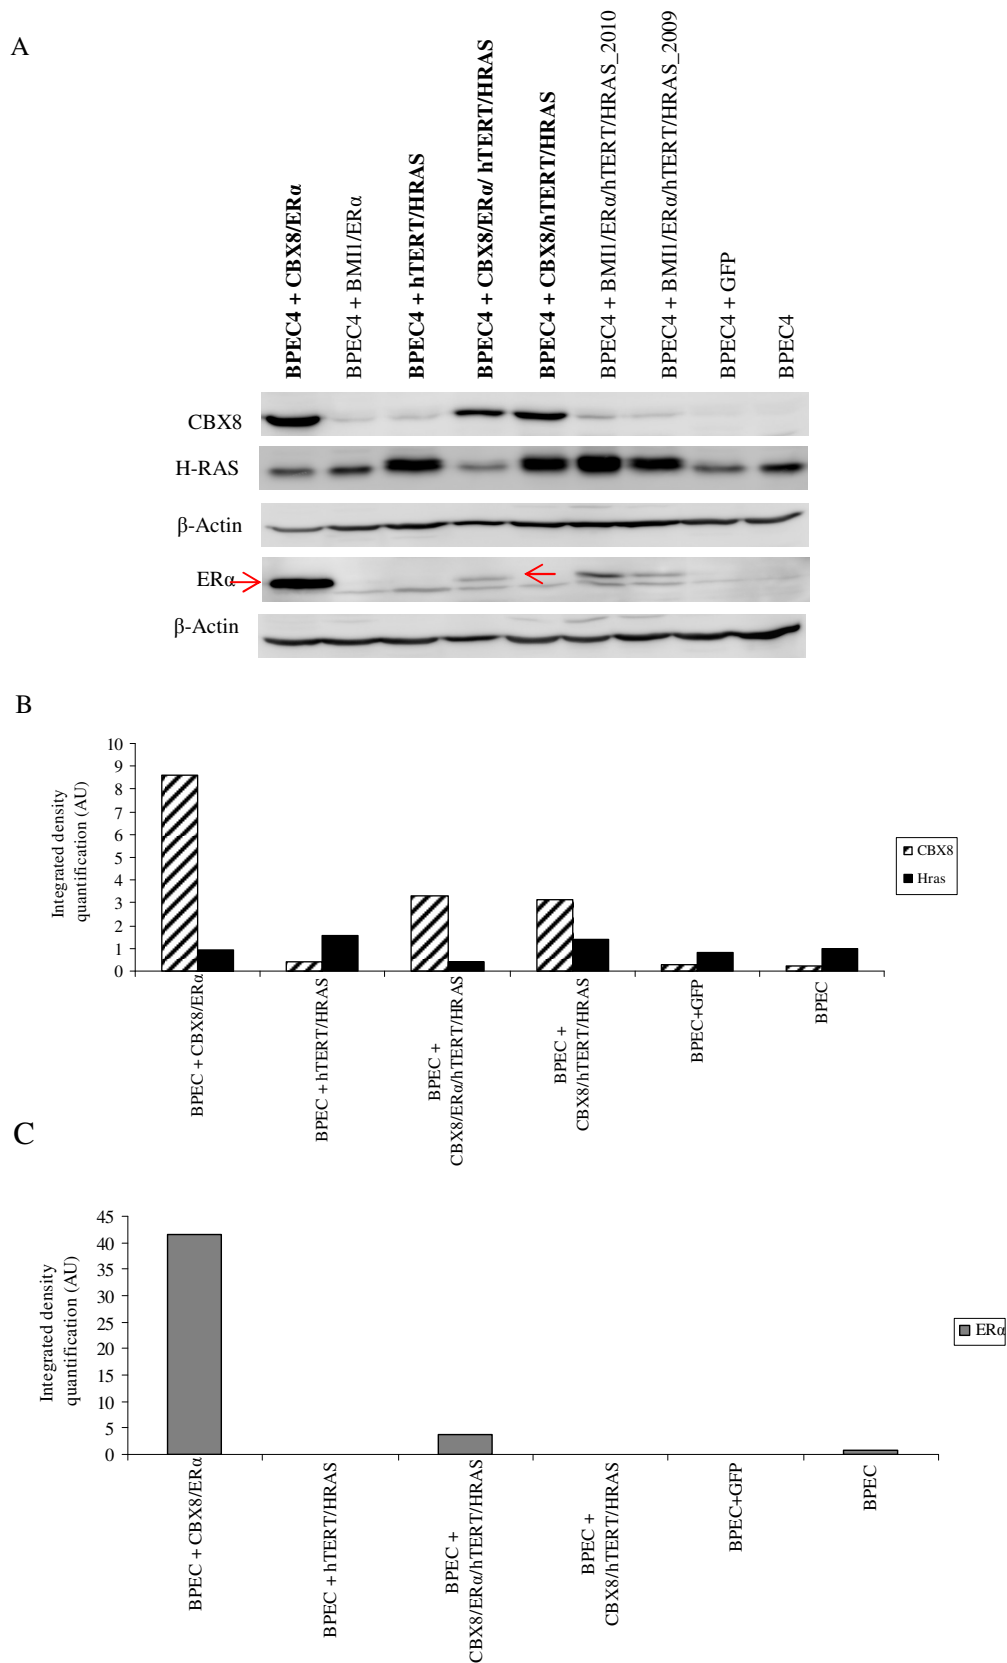 A
BPEC4 + CBX8/ERα
BPEC4 + BMI1/ERα
BPEC4 + hTERT/HRAS
BPEC4 + CBX8/ERα/ hTERT/HRAS
BPEC4 + CBX8/hTERT/HRAS
BPEC4 + BMI1/ERα/hTERT/HRAS_2010
BPEC4 + BMI1/ERα/hTERT/HRAS_2009
BPEC4 + GFP
BPEC4
CBX8
H-RAS
β-Actin
ERα
β-Actin
B
Integrated density
quantification (AU)
10
9
8
7
6
5
4
3
2
1
0
CBX8
Hras
BPEC + CBX8/ERα
BPEC + hTERT/HRAS
BPEC +
CBX8/ERα/hTERT/HRAS
BPEC +
CBX8/hTERT/HRAS
BPEC+GFP
BPEC
C
Integrated density
quantification (AU)
45
40
35
30
25
20
15
10
5
0
ERα
BPEC + CBX8/ERα
BPEC + hTERT/HRAS
BPEC +
CBX8/ERα/hTERT/HRAS
BPEC +
CBX8/hTERT/HRAS
BPEC+GFP
BPEC